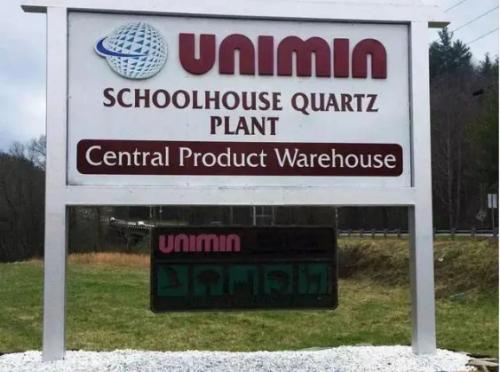 UNIMIN
SCHOOLHOUSE QUARTZ
PLANT
Central Product Warehouse
UNIMIN